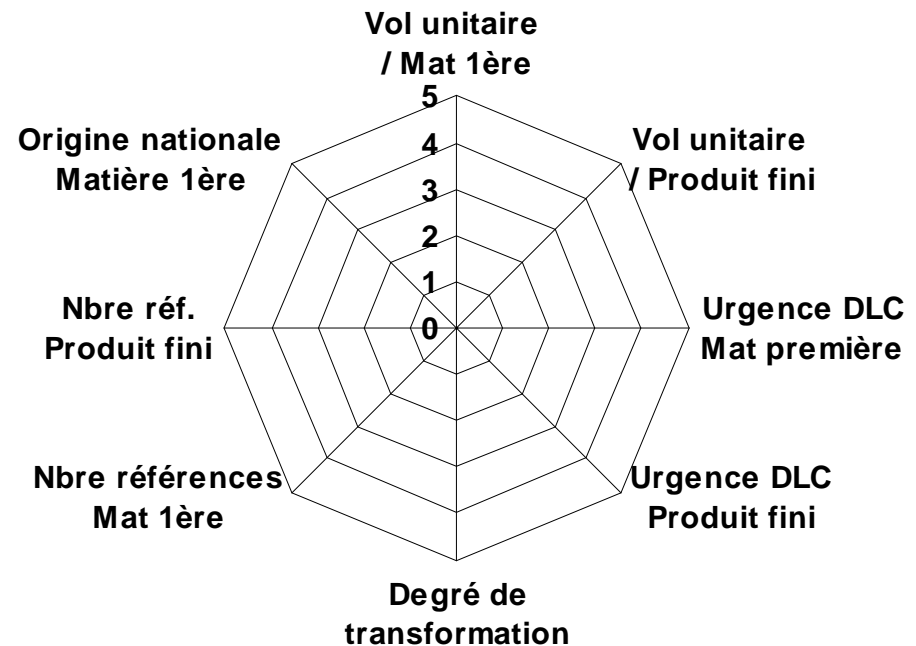 Vol unitaire
/ Mat 1ère
Vol unitaire
/ Produit fini
Urgence DLC
Mat première
Urgence DLC
Produit fini
Degré de
transformation
Nbre références
Mat 1ère
Nbre réf.
Produit fini
Origine nationale
Matière 1ère
5
4
3
2
1
0